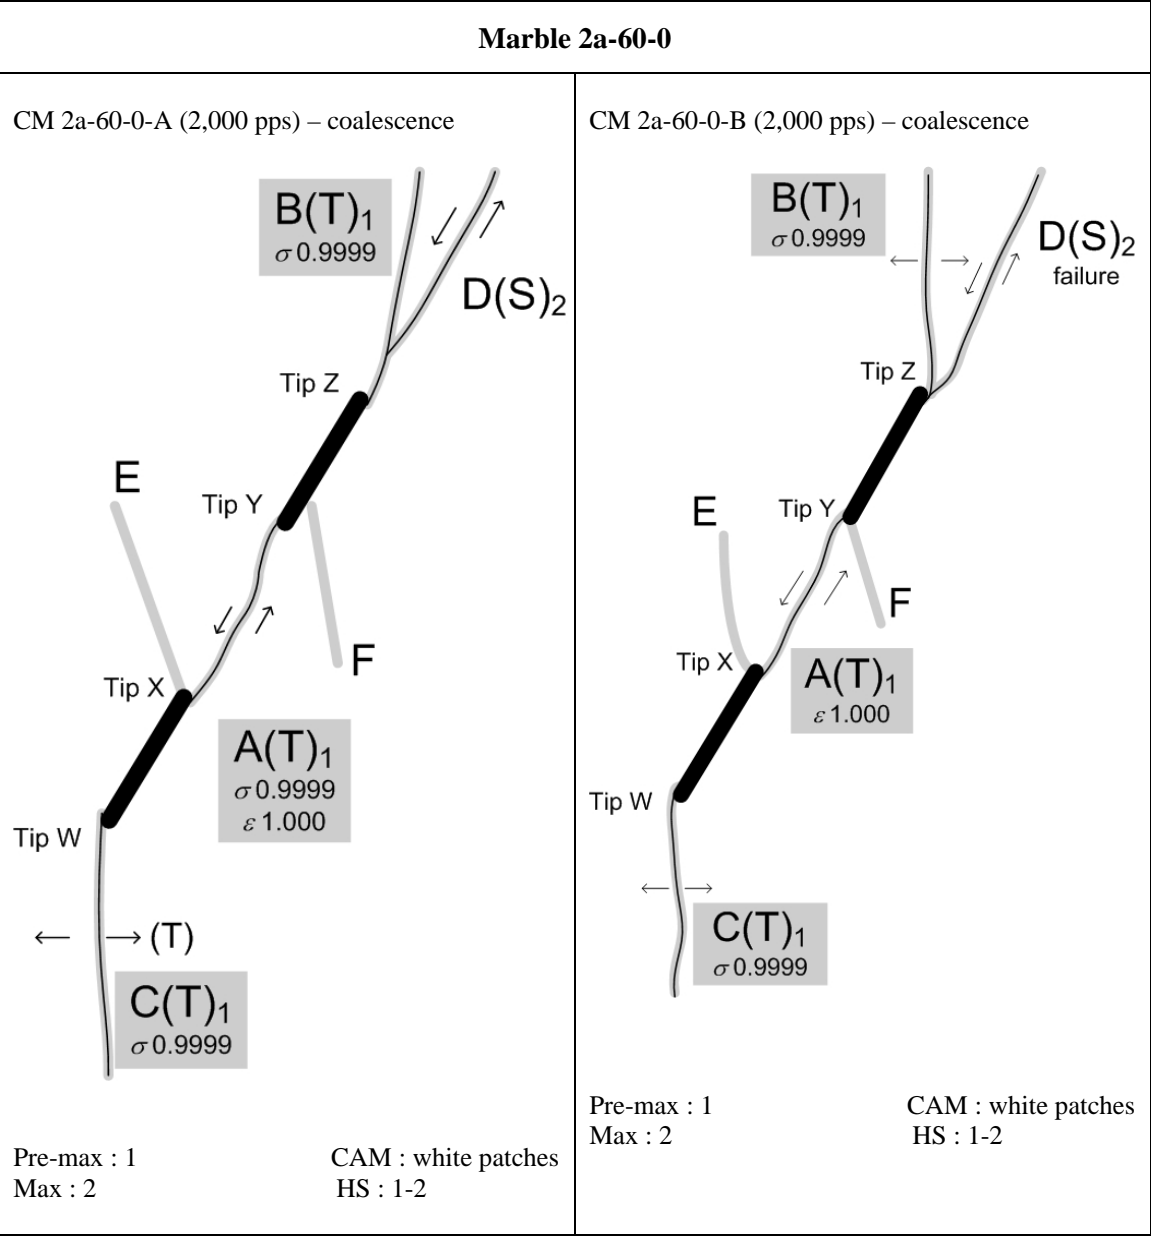 Marble 2a-60-0
CM 2a-60-0-A (2,000 pps) – coalescence
B(T)₁
σ 0.9999
D(S)₂
Tip Z
E
Tip Y
F
Tip X
A(T)₁
σ 0.9999
ε 1.000
Tip W
(T)
C(T)₁
σ 0.9999
Pre-max : 1 CAM : white patches
Max : 2 HS : 1-2
CM 2a-60-0-B (2,000 pps) – coalescence
B(T)₁
σ 0.9999
D(S)₂
failure
Tip Z
E
Tip Y
F
Tip X
A(T)₁
ε 1.000
Tip W
C(T)₁
σ 0.9999
Pre-max : 1 CAM : white patches
Max : 2 HS : 1-2